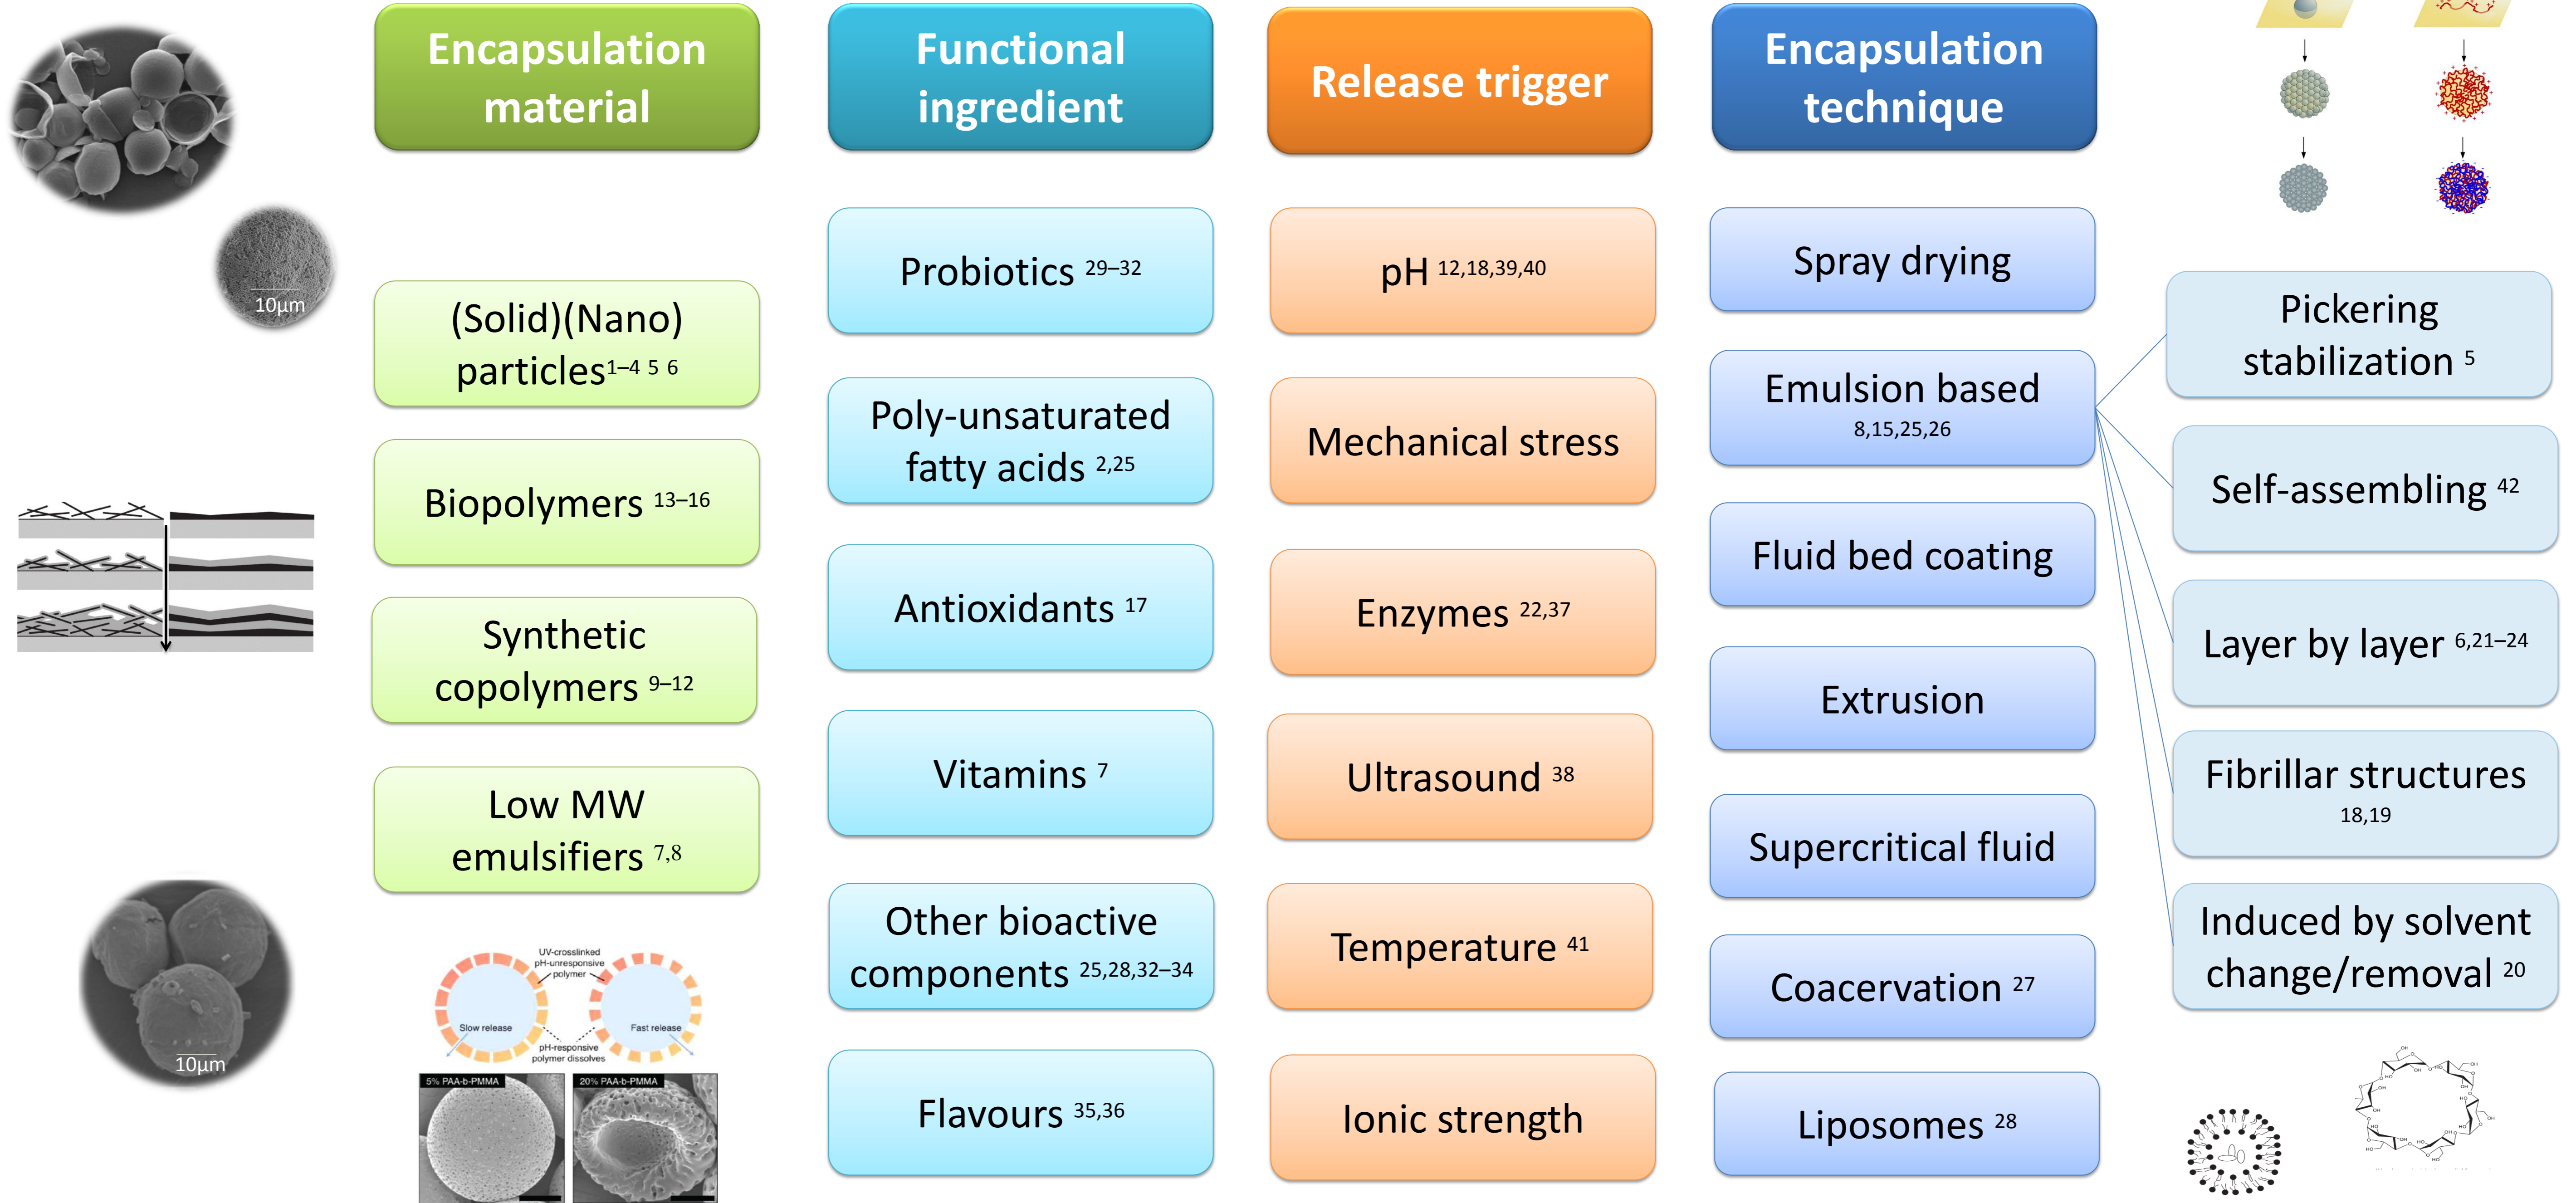 Encapsulation
material
Functional
ingredient
Release trigger
Encapsulation
technique
10µm
(Solid)(Nano)
particles1–4 5 6
Biopolymers 13–16
Synthetic
copolymers 9–12
Low MW
emulsifiers 7,8
Probiotics 29–32
Poly-unsaturated
fatty acids 2,25
Antioxidants 17
Vitamins 7
Other bioactive
components 25,28,32–34
Flavours 35,36
pH 12,18,39,40
Mechanical stress
Enzymes 22,37
Ultrasound 38
Temperature 41
Ionic strength
Spray drying
Emulsion based
8,15,25,26
Fluid bed coating
Extrusion
Supercritical fluid
Coacervation 27
Liposomes 28
Pickering
stabilization 5
Self-assembling 42
Layer by layer 6,21–24
Fibrillar structures
18,19
Induced by solvent
change/removal 20
10µm
UV-crosslinked
pH-unresponsive
polymer
Slow release
Fast release
pH-responsive
polymer dissolves
5% PAA-b-PMMA
20% PAA-b-PMMA